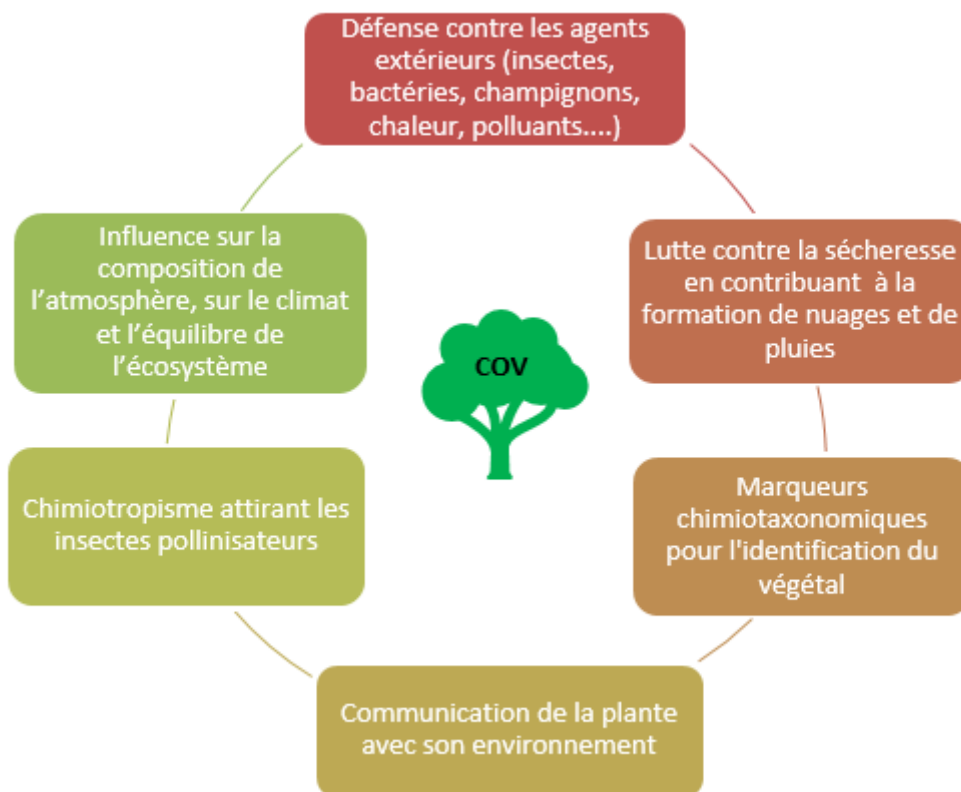 Défense contre les agents
extérieurs (insectes,
bactéries, champignons,
chaleur, polluants....)
Influence sur la
composition de
l’atmosphère, sur le climat
et l’équilibre de
l’écosystème
Lutte contre la sécheresse
en contribuant à la
formation de nuages et de
pluies
COV
Chimiotropisme attirant les
insectes pollinisateurs
Marqueurs
chimiotaxonomiques
pour l'identification du
végétal
Communication de la plante
avec son environnement